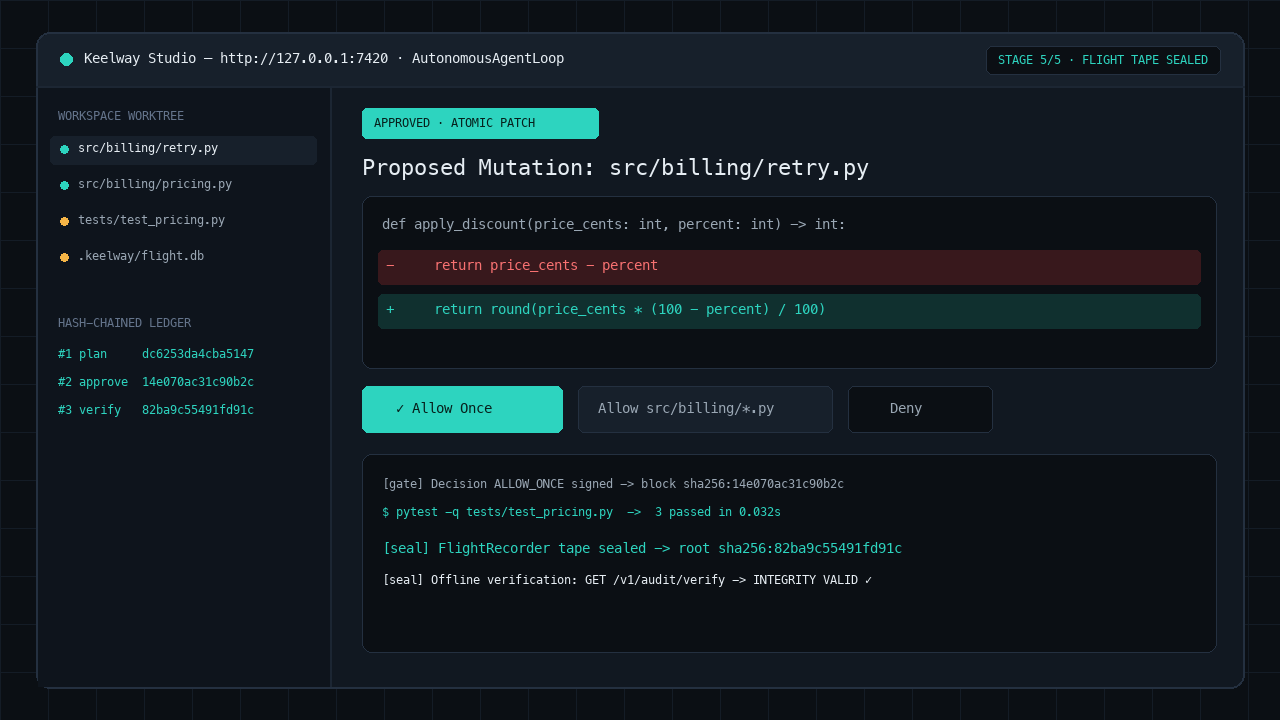 Keelway Studio — http://127.0.0.1:7420 · AutonomousAgentLoop
STAGE 5/5 · FLIGHT TAPE SEALED
WORKSPACE WORKTREE
src/billing/retry.py
src/billing/pricing.py
tests/test_pricing.py
.keelway/flight.db
HASH-CHAINED LEDGER
#1 plan dc6253da4cba5147
#2 approve 14e070ac31c90b2c
#3 verify 82ba9c55491fd91c
APPROVED · ATOMIC PATCH
Proposed Mutation: src/billing/retry.py
def apply_discount(price_cents: int, percent: int) -> int:
- return price_cents - percent
+ return round(price_cents * (100 - percent) / 100)
✓ Allow Once
Allow src/billing/*.py
Deny
[gate] Decision ALLOW_ONCE signed -> block sha256:14e070ac31c90b2c
$ pytest -q tests/test_pricing.py -> 3 passed in 0.032s
[seal] FlightRecorder tape sealed -> root sha256:82ba9c55491fd91c
[seal] Offline verification: GET /v1/audit/verify -> INTEGRITY VALID ✓